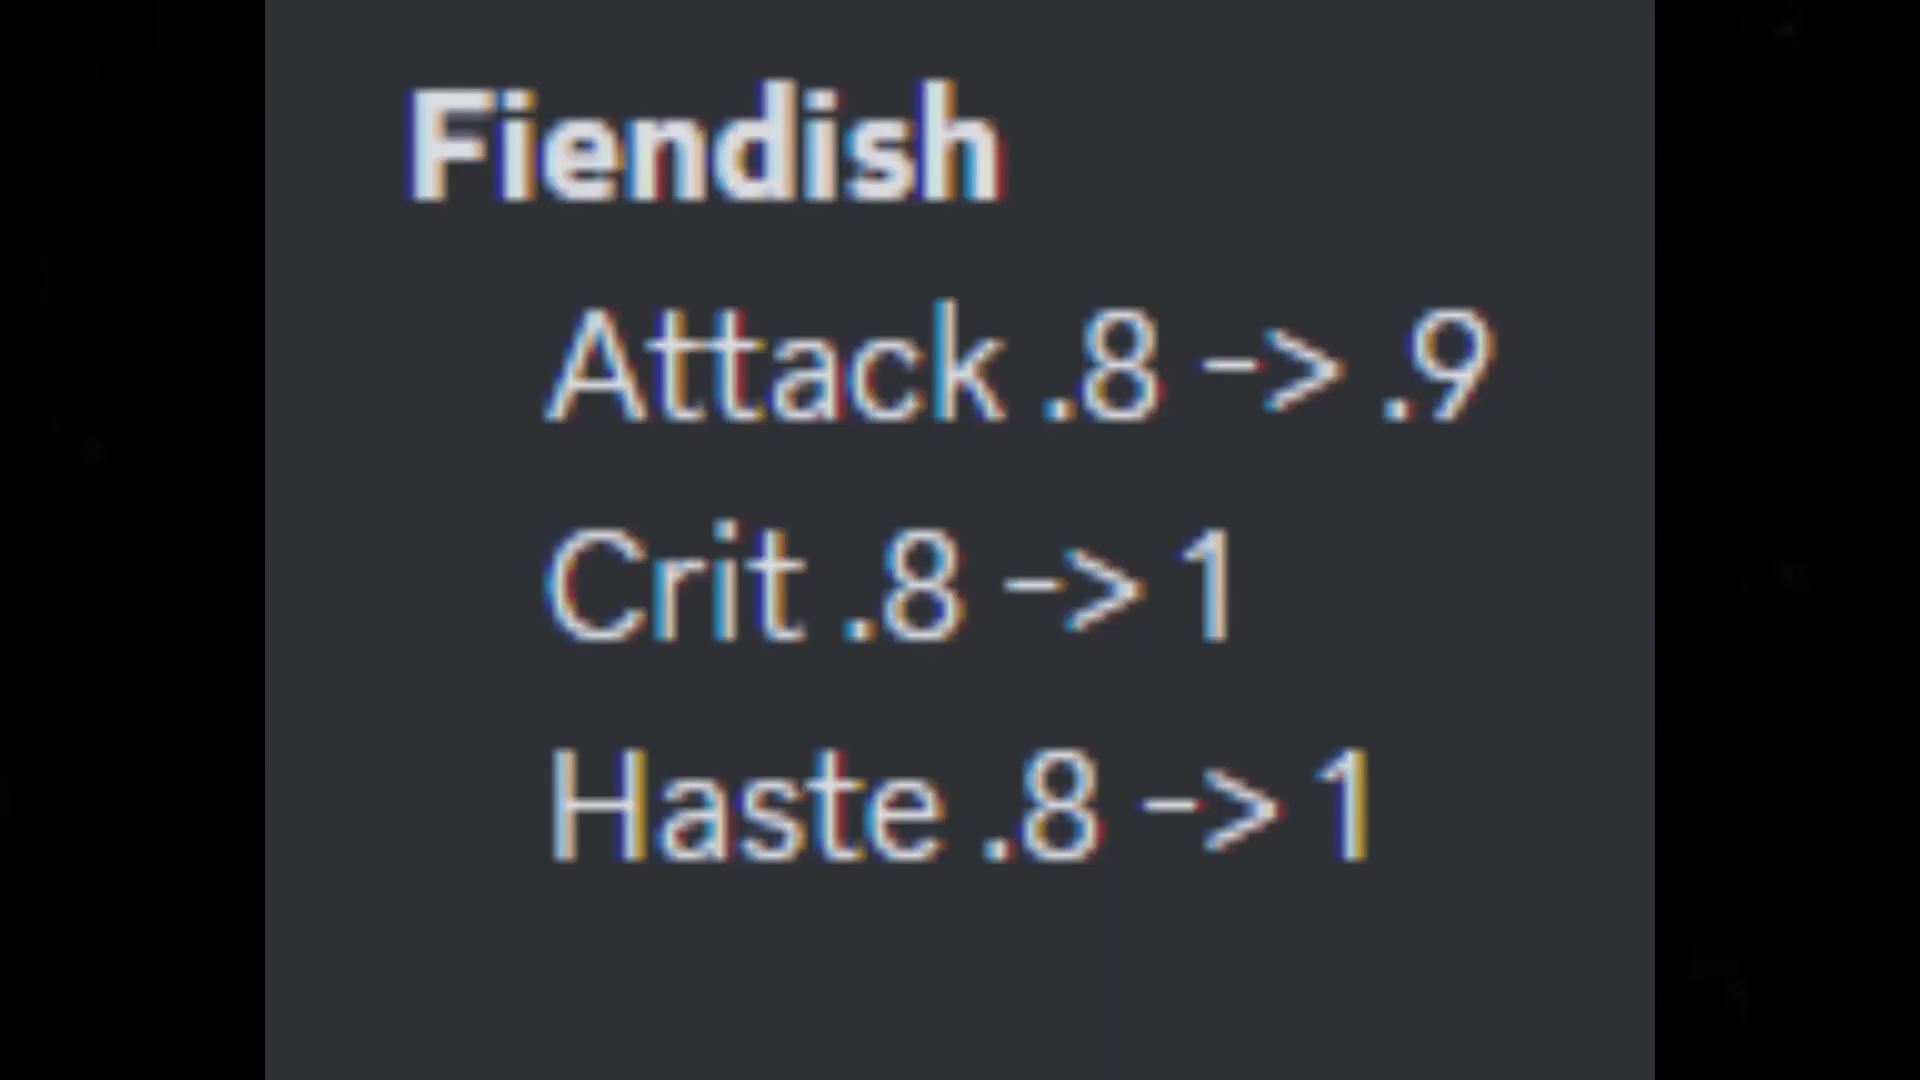 Fiendish
Attack .8 -> .9
Crit .8 -> 1
Haste .8 -> 1